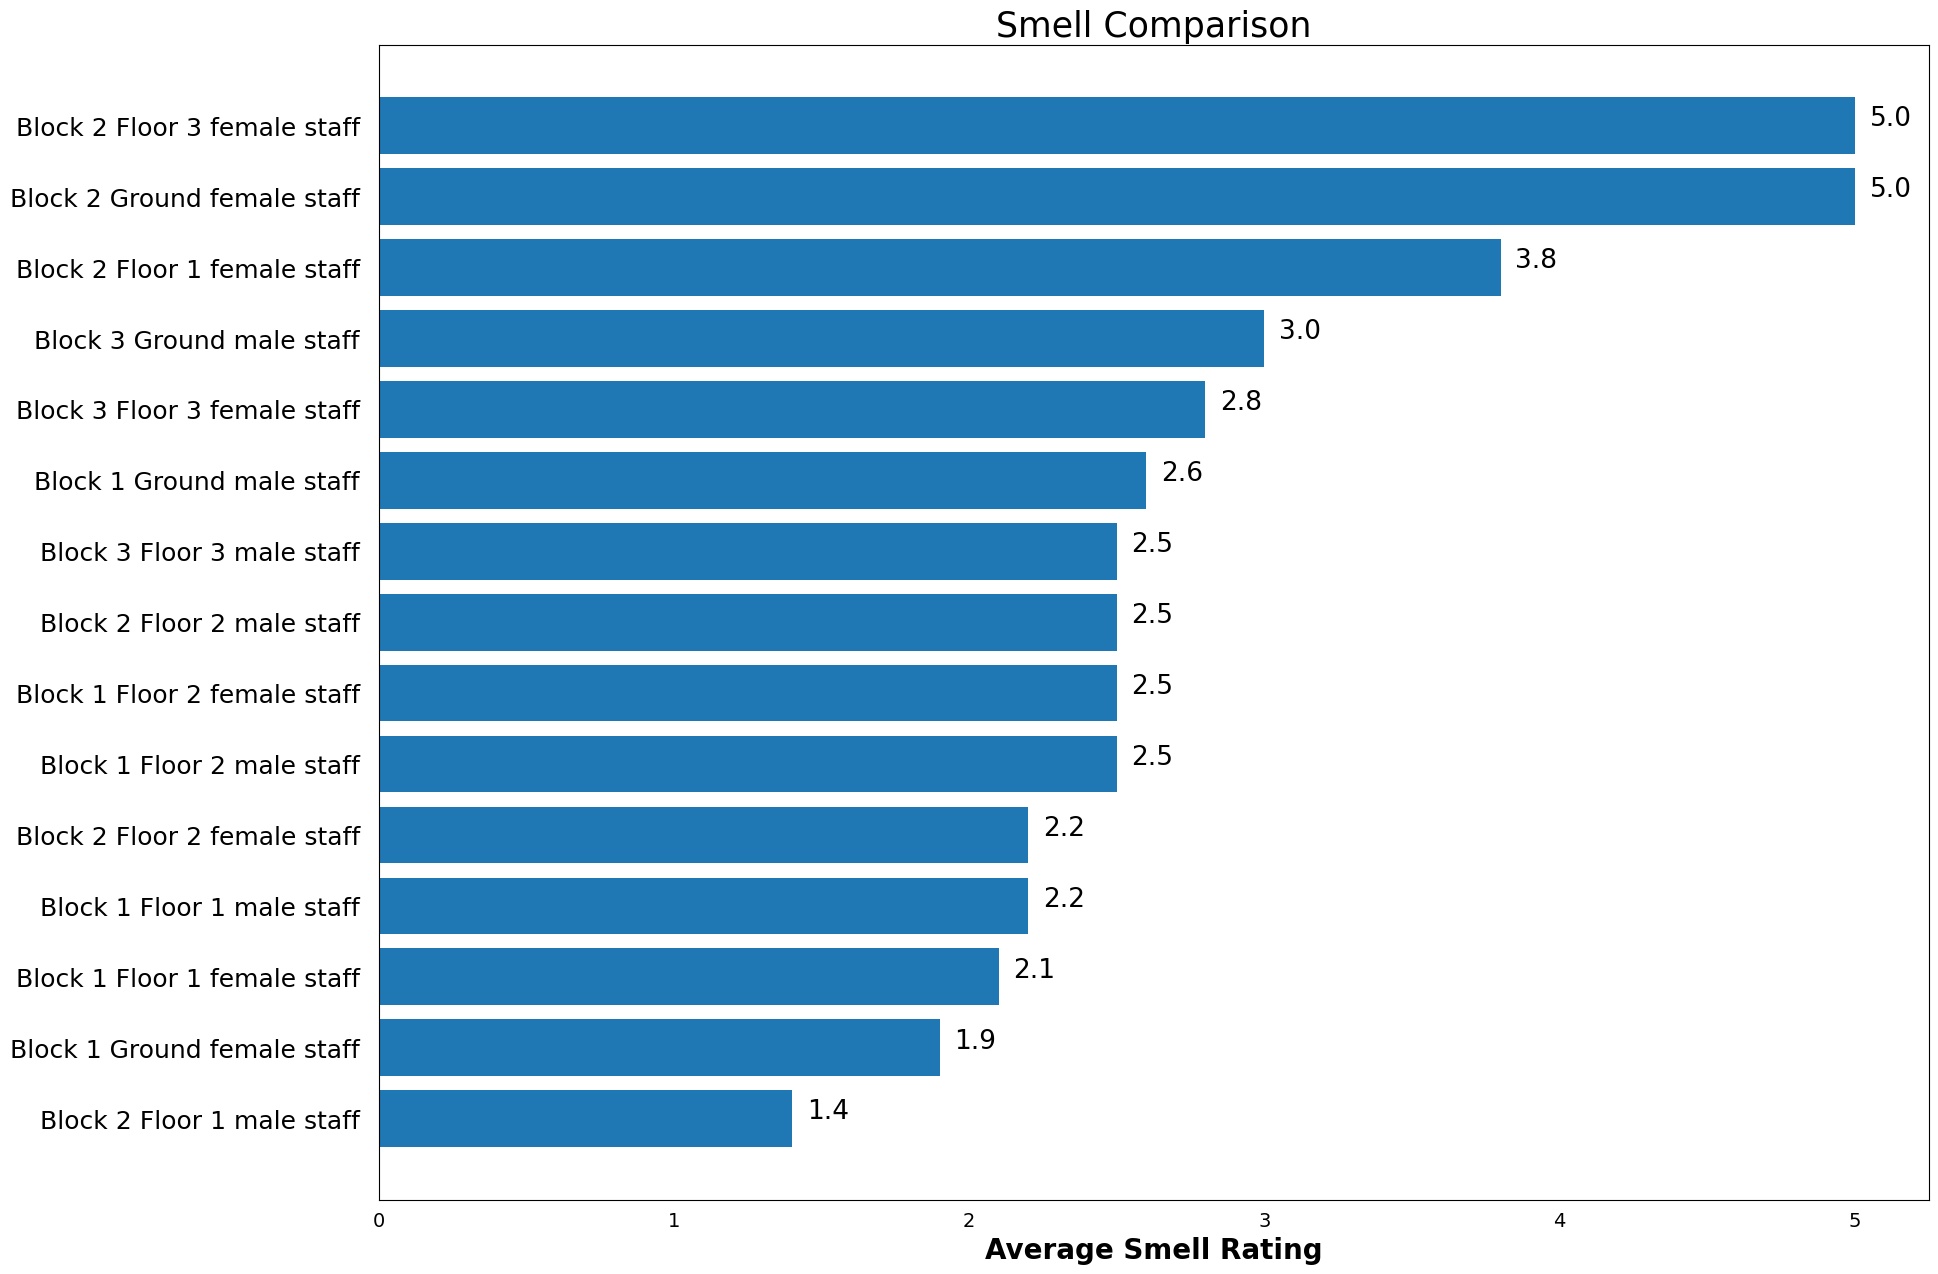 Smell Comparison
Block 2 Floor 3 female staff 5.0
Block 2 Ground female staff 5.0
Block 2 Floor 1 female staff 3.8
Block 3 Ground male staff 3.0
Block 3 Floor 3 female staff 2.8
Block 1 Ground male staff 2.6
Block 3 Floor 3 male staff 2.5
Block 2 Floor 2 male staff 2.5
Block 1 Floor 2 female staff 2.5
Block 1 Floor 2 male staff 2.5
Block 2 Floor 2 female staff 2.2
Block 1 Floor 1 male staff 2.2
Block 1 Floor 1 female staff 2.1
Block 1 Ground female staff 1.9
Block 2 Floor 1 male staff 1.4
0 1 2 3 4 5
Average Smell Rating